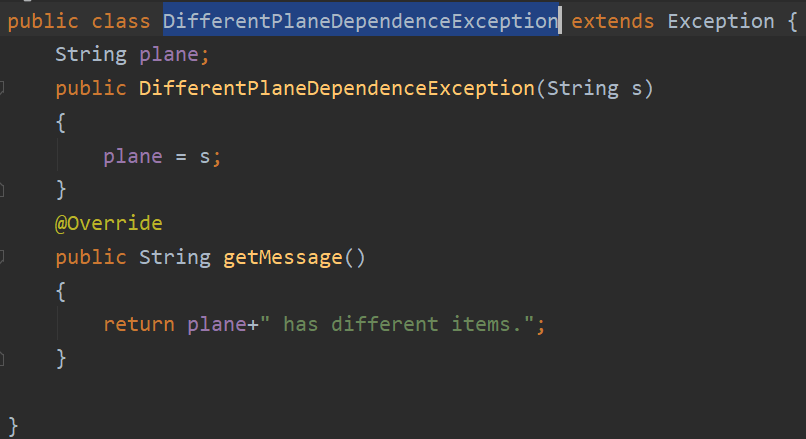 public class DifferentPlaneDependenceException extends Exception {
    String plane;
    public DifferentPlaneDependenceException(String s)
    {
        plane = s;
    }
    @Override
    public String getMessage()
    {
        return plane+" has different items.";
    }
}